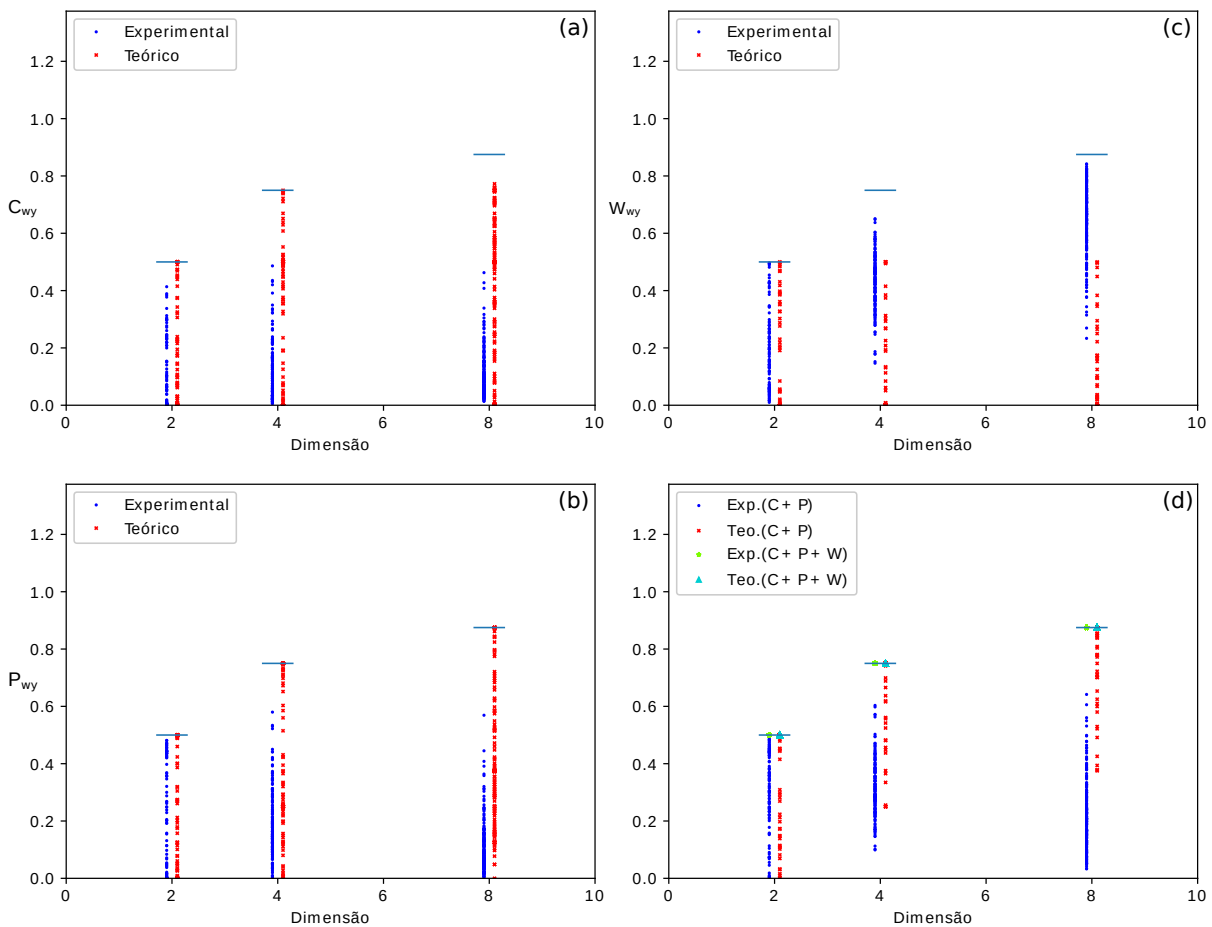 Experimental
Teórico
(a)
1.2
1.0
0.8
C_wy
0.6
0.4
0.2
0.0
0 2 4 6 8 10
Dimensão
Experimental
Teórico
(c)
1.2
1.0
0.8
W_wy
0.6
0.4
0.2
0.0
0 2 4 6 8 10
Dimensão
Experimental
Teórico
(b)
1.2
1.0
0.8
P_wy
0.6
0.4
0.2
0.0
0 2 4 6 8 10
Dimensão
Exp.(C+ P)
Teo.(C+ P)
Exp.(C+ P+ W)
Teo.(C+ P+ W)
(d)
1.2
1.0
0.8
0.6
0.4
0.2
0.0
0 2 4 6 8 10
Dimensão